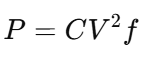 P = CV²f